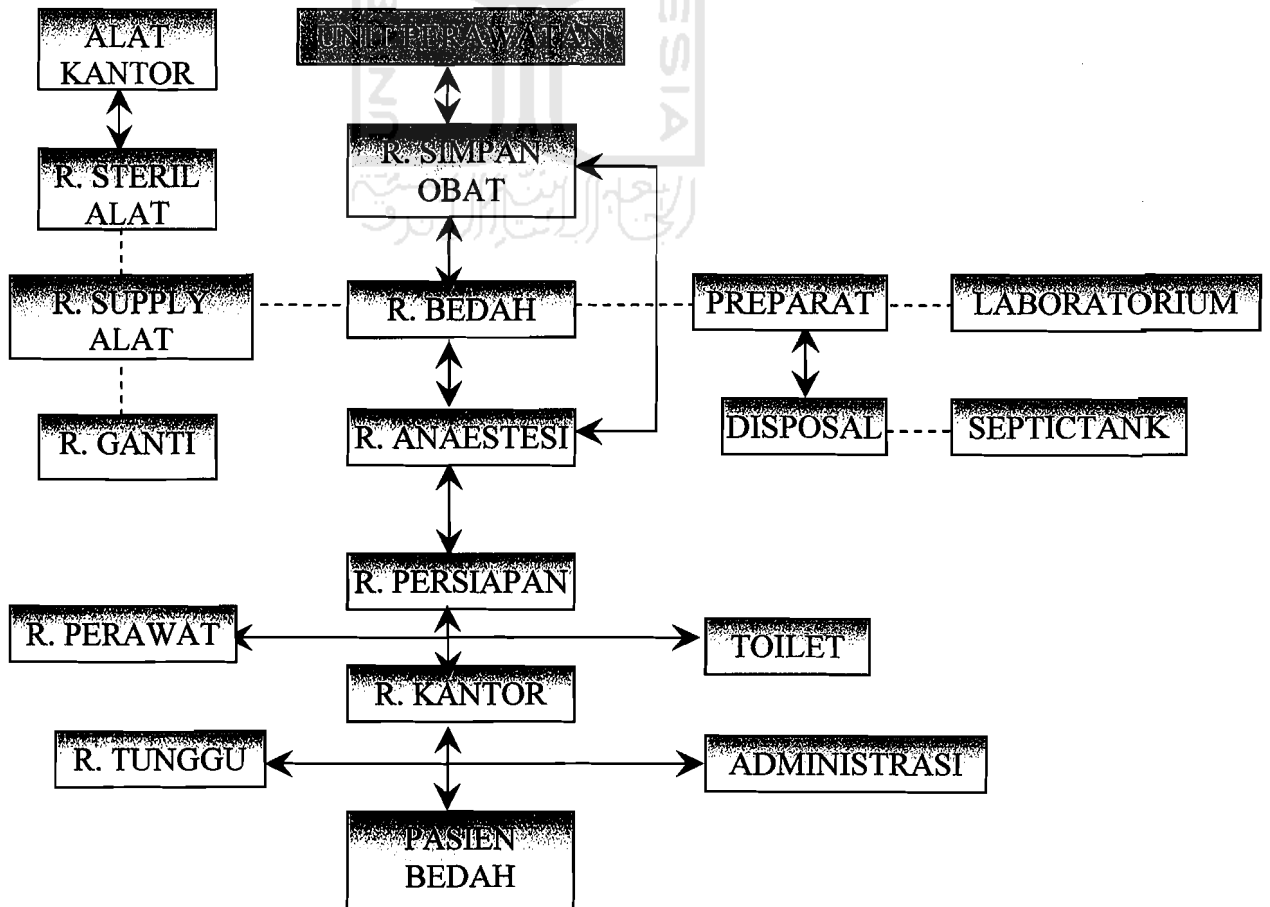 ALAT
KANTOR
UNIT PERAWATAN
R. STERIL
ALAT
R. SIMPAN
OBAT
R. SUPPLY
ALAT
R. BEDAH
PREPARAT
LABORATORIUM
R. GANTI
R. ANAESTESI
DISPOSAL
SEPTICTANK
R. PERSIAPAN
R. PERAWAT
TOILET
R. KANTOR
R. TUNGGU
ADMINISTRASI
PASIEN
BEDAH